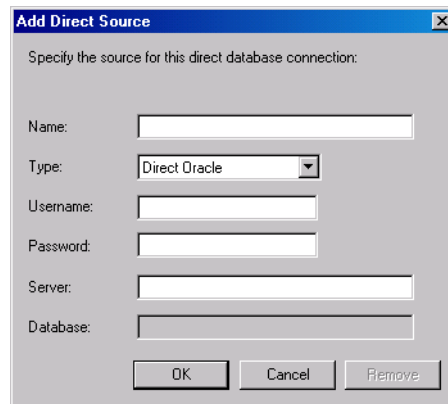 Add Direct Source
Specify the source for this direct database connection:
Name:
Type: Direct Oracle
Username:
Password:
Server:
Database:
OK Cancel Remove